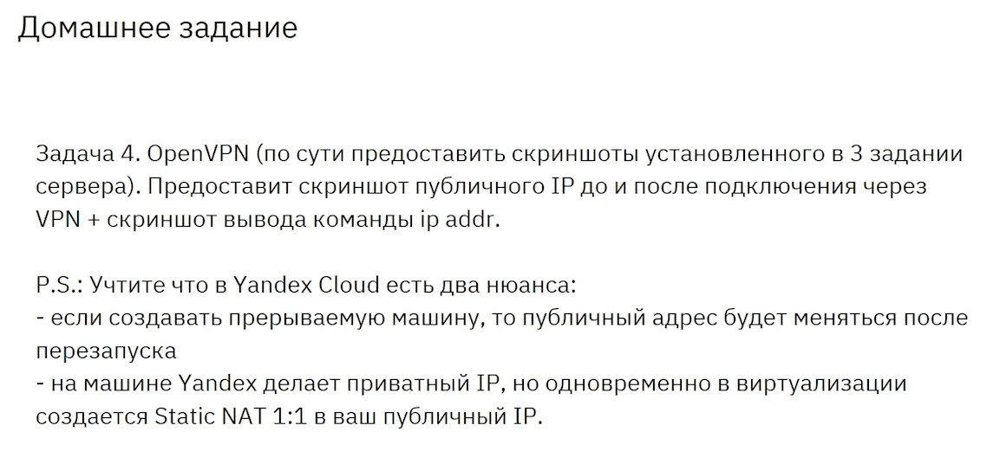 Домашнее задание
Задача 4. OpenVPN (по сути предоставить скриншоты установленного в 3 задании
сервера). Предоставит скриншот публичного IP до и после подключения через
VPN + скриншот вывода команды ip addr.
P.S.: Учтите что в Yandex Cloud есть два нюанса:
- если создавать прерываемую машину, то публичный адрес будет меняться после
перезапуска
- на машине Yandex делает приватный IP, но одновременно в виртуализации
создается Static NAT 1:1 в ваш публичный IP.